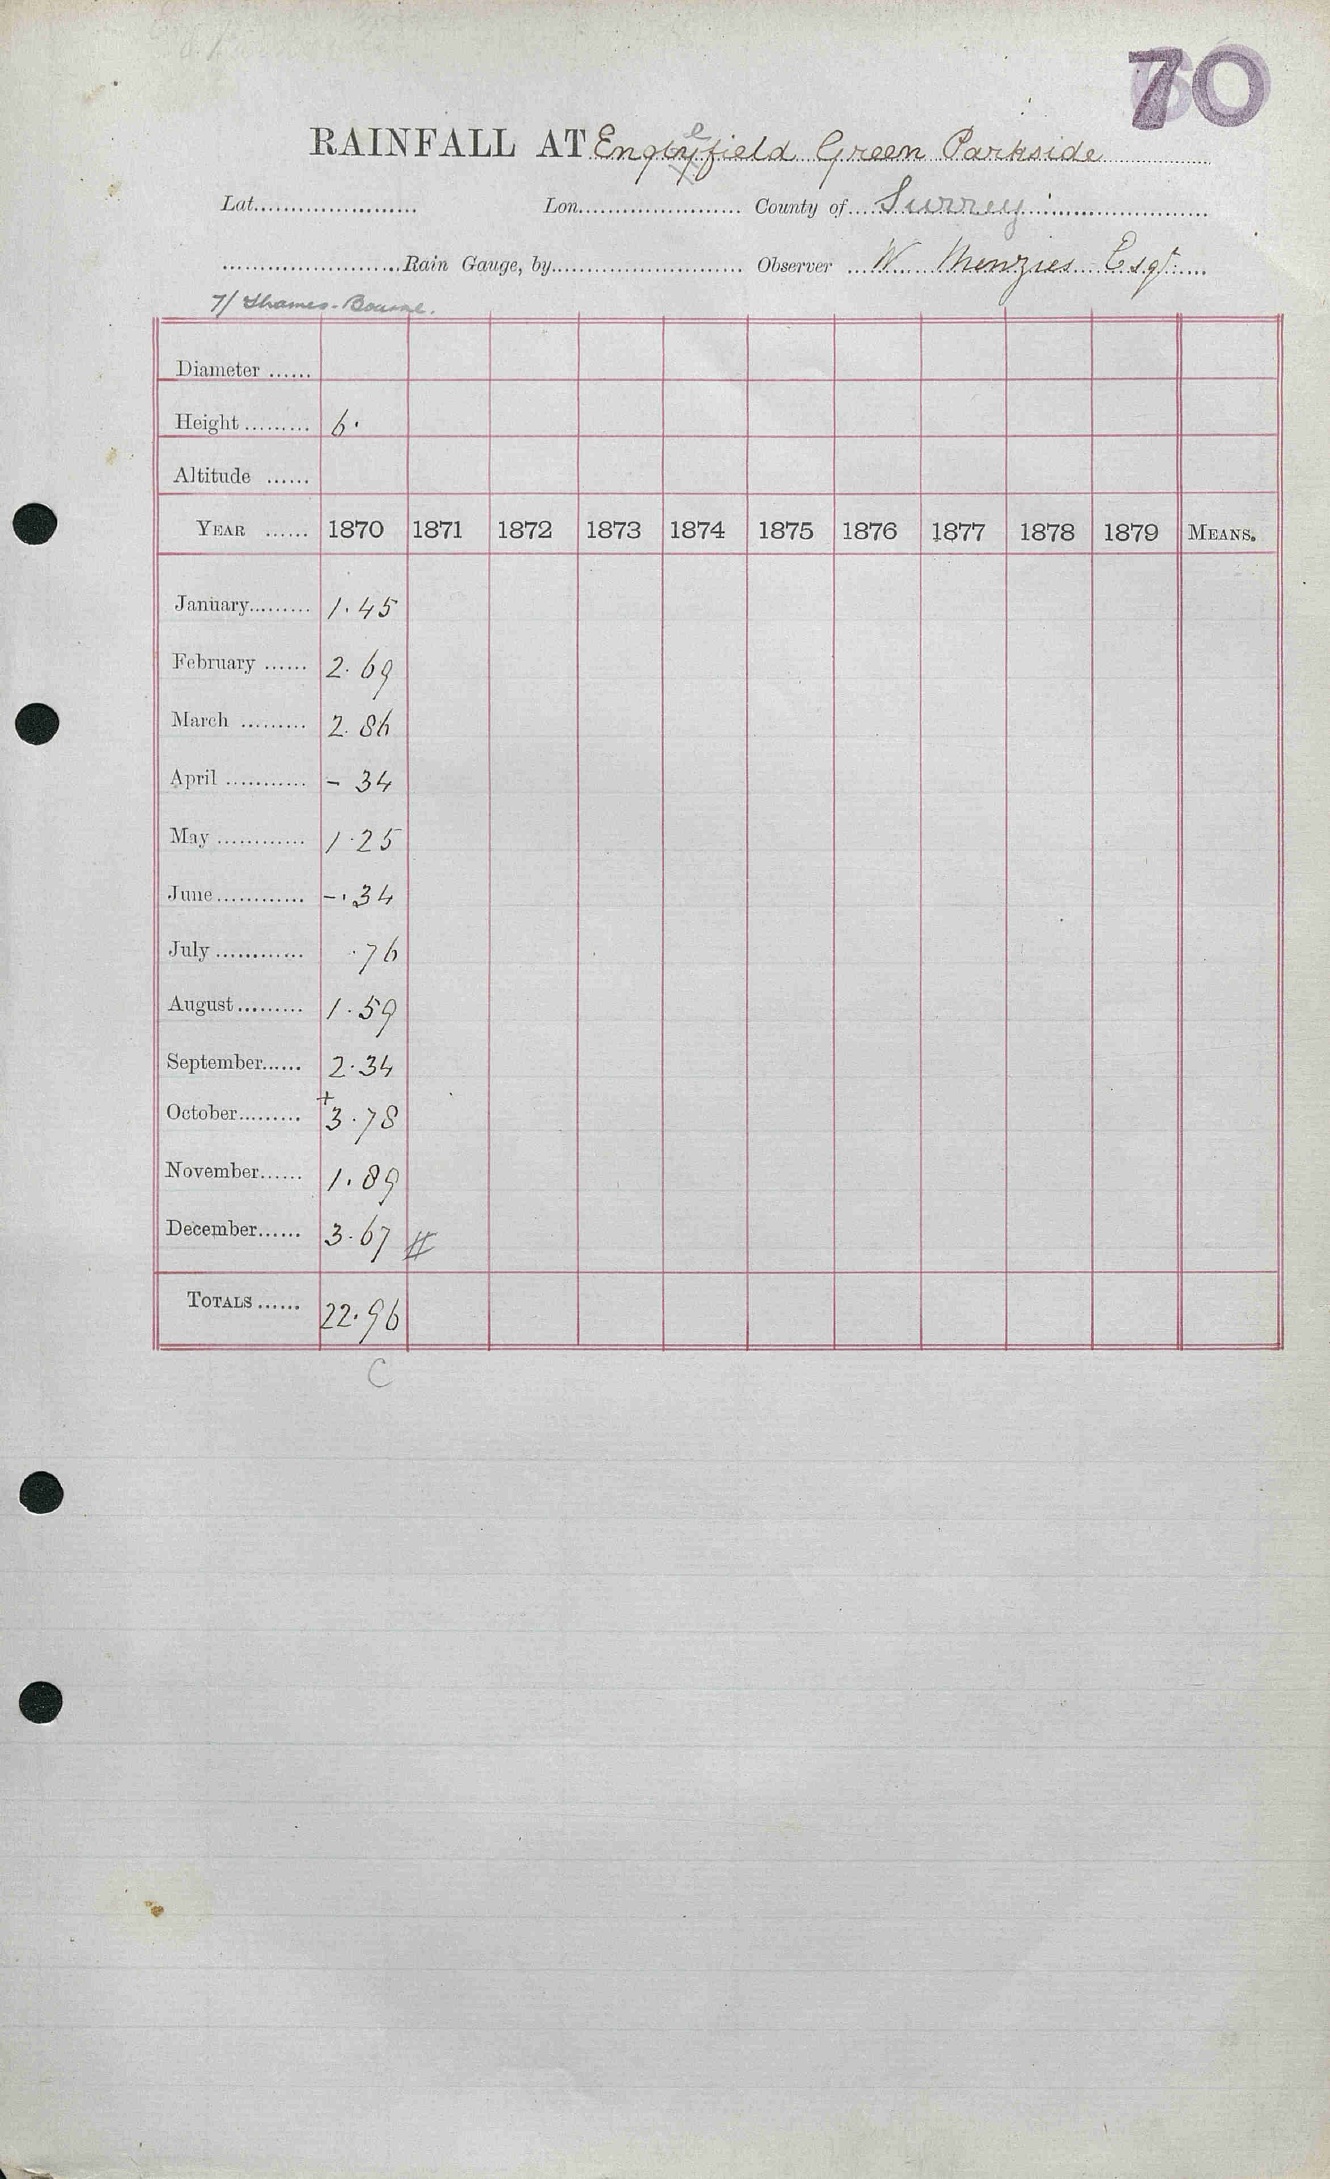 70
RAINFALL AT Englefield Green Parkside
Lat...................... Lon....................... County of Surrey
........................Rain Gauge, by........................... Observer W Menzies Esqr
7/ Thames-Bourne.
Diameter ......
Height......... 6.
Altitude ......
YEAR ...... 1870 1871 1872 1873 1874 1875 1876 1877 1878 1879 MEANS.
January......... 1.45
February ...... 2.69
March ......... 2.86
April ............ - 34
May ............ 1.25
June............ -.34
July ............ .76
August......... 1.59
September...... 2.34
October......... +3.78
November...... 1.89
December...... 3.67 #
TOTALS ...... 22.96
C